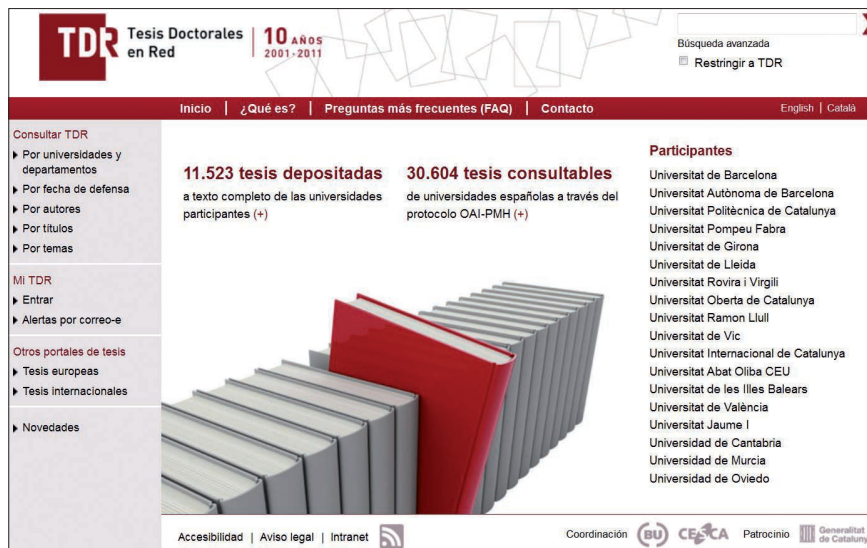 TDR
Tesis Doctorales
en Red
10 AÑOS
2001-2011
Búsqueda avanzada
Restringir a TDR
Inicio | ¿Qué es? | Preguntas más frecuentes (FAQ) | Contacto
English | Català
Consultar TDR
Por universidades y
departamentos
Por fecha de defensa
Por autores
Por títulos
Por temas
Mi TDR
Entrar
Alertas por correo-e
Otros portales de tesis
Tesis europeas
Tesis internacionales
Novedades
11.523 tesis depositadas
a texto completo de las universidades
participantes (+)
30.604 tesis consultables
de universidades españolas a través del
protocolo OAI-PMH (+)
Participantes
Universitat de Barcelona
Universitat Autònoma de Barcelona
Universitat Politècnica de Catalunya
Universitat Pompeu Fabra
Universitat de Girona
Universitat de Lleida
Universitat Rovira i Virgili
Universitat Oberta de Catalunya
Universitat Ramon Llull
Universitat de Vic
Universitat Internacional de Catalunya
Universitat Abat Oliba CEU
Universitat de les Illes Balears
Universitat de València
Universitat Jaume I
Universidad de Cantabria
Universidad de Murcia
Universidad de Oviedo
Accesibilidad | Aviso legal | Intranet
Coordinación
BU
CESCA
Patrocinio
Generalitat
de Cataluny